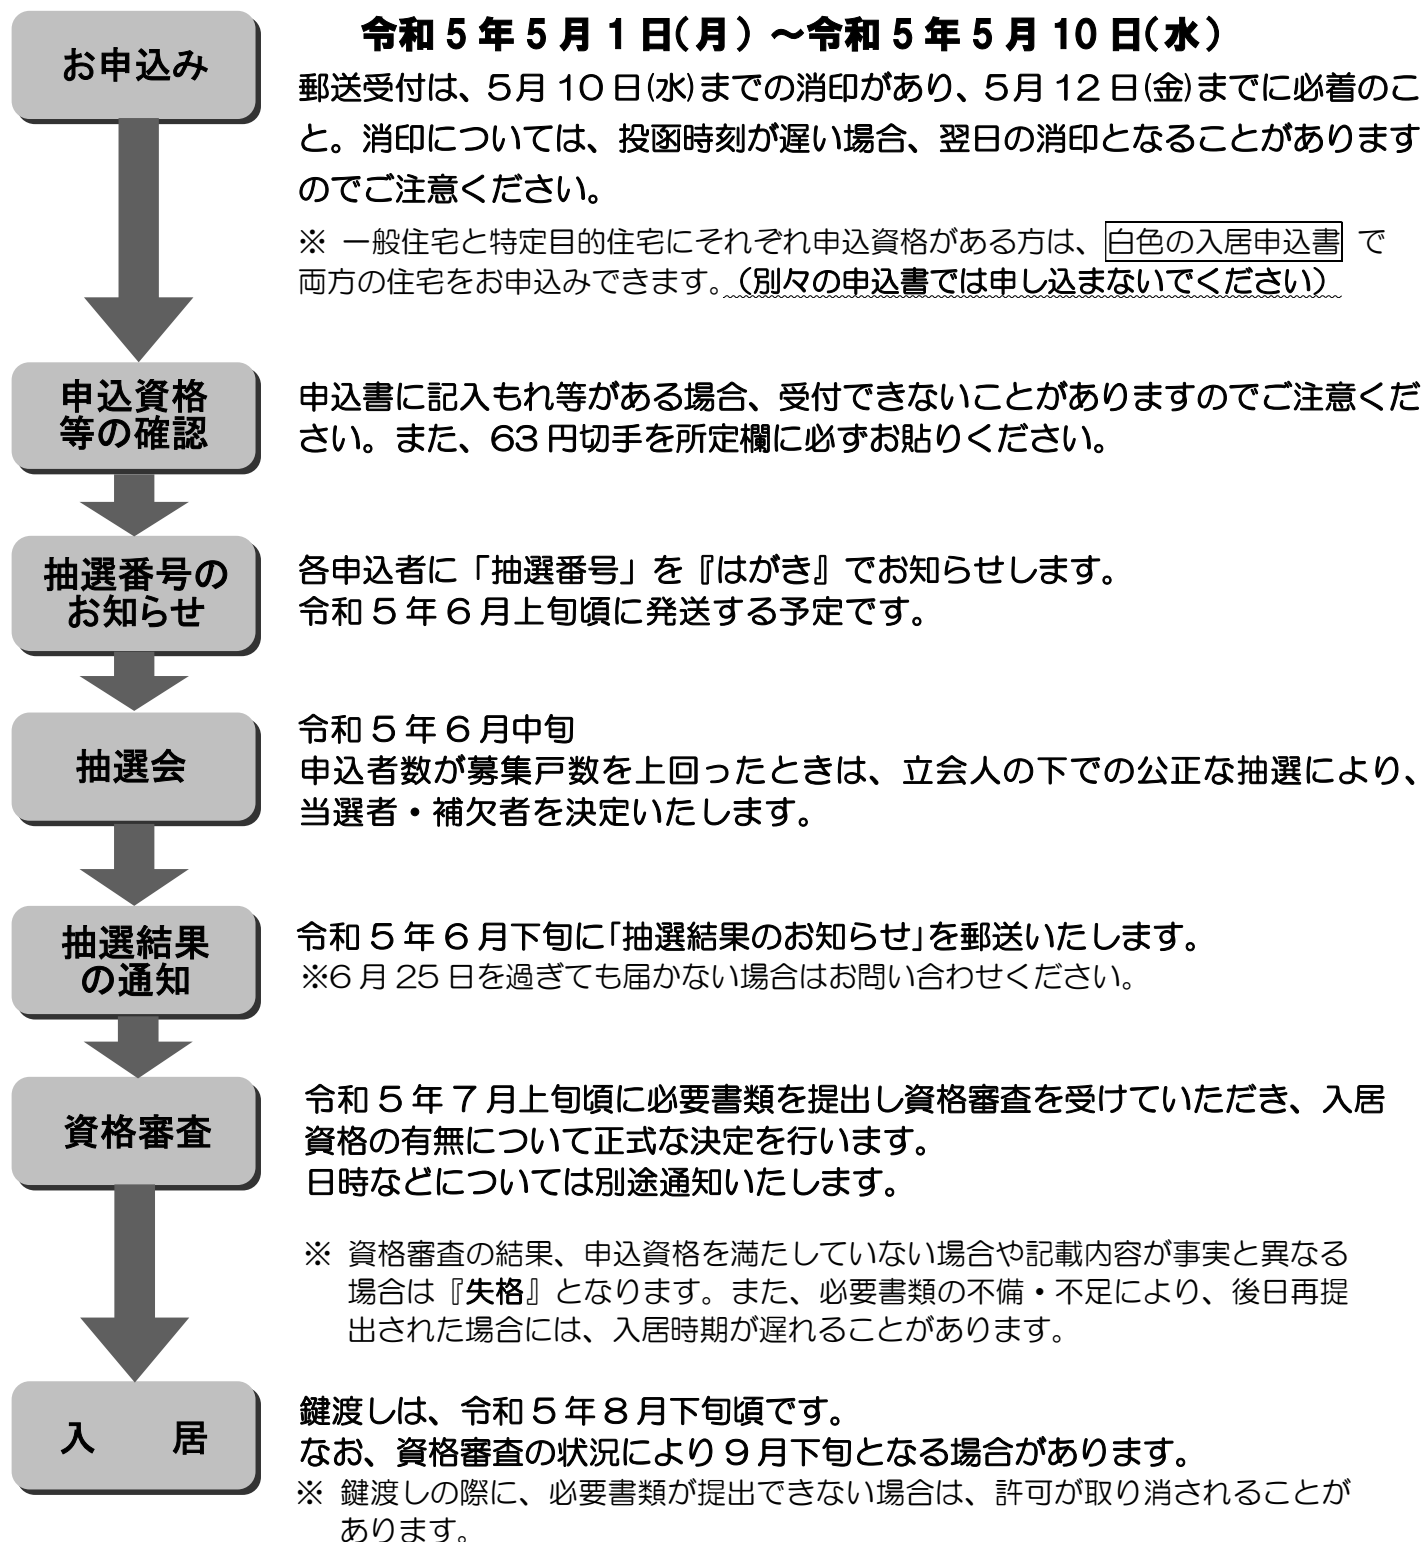 お申込み
令和５年５月１日(月)～令和５年５月10日(水)
郵送受付は、５月10日(水)までの消印があり、５月12日(金)までに必着のこ
と。消印については、投函時刻が遅い場合、翌日の消印となることがあります
のでご注意ください。
※ 一般住宅と特定目的住宅にそれぞれ申込資格がある方は、白色の入居申込書 で
両方の住宅をお申込みできます。（別々の申込書では申し込まないでください）
申込資格
等の確認
申込書に記入もれ等がある場合、受付できないことがありますのでご注意くだ
さい。また、63円切手を所定欄に必ずお貼りください。
抽選番号の
お知らせ
各申込者に「抽選番号」を『はがき』でお知らせします。
令和５年６月上旬頃に発送する予定です。
抽選会
令和５年６月中旬
申込者数が募集戸数を上回ったときは、立会人の下での公正な抽選により、
当選者・補欠者を決定いたします。
抽選結果
の通知
令和５年６月下旬に｢抽選結果のお知らせ｣を郵送いたします。
※6月25日を過ぎても届かない場合はお問い合わせください。
資格審査
令和５年７月上旬頃に必要書類を提出し資格審査を受けていただき、入居
資格の有無について正式な決定を行います。
日時などについては別途通知いたします。
※ 資格審査の結果、申込資格を満たしていない場合や記載内容が事実と異なる
場合は『失格』となります。また、必要書類の不備・不足により、後日再提
出された場合には、入居時期が遅れることがあります。
入　居
鍵渡しは、令和５年８月下旬頃です。
なお、資格審査の状況により９月下旬となる場合があります。
※ 鍵渡しの際に、必要書類が提出できない場合は、許可が取り消されることが
あります。